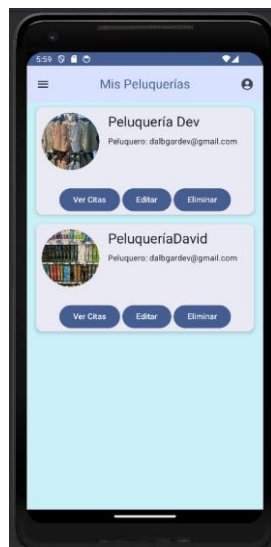 5:59
Mis Peluquerías
Peluquería Dev
Peluquero: dalbgardev@gmail.com
Ver Citas Editar Eliminar
PeluqueríaDavid
Peluquero: dalbgardev@gmail.com
Ver Citas Editar Eliminar